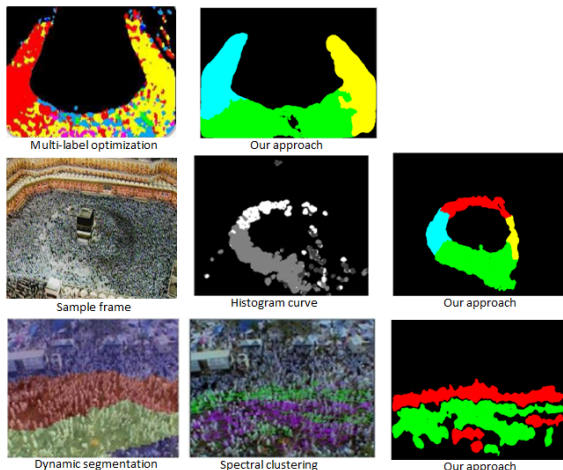 Multi-label optimization
Our approach
Sample frame
Histogram curve
Our approach
Dynamic segmentation
Spectral clustering
Our approach